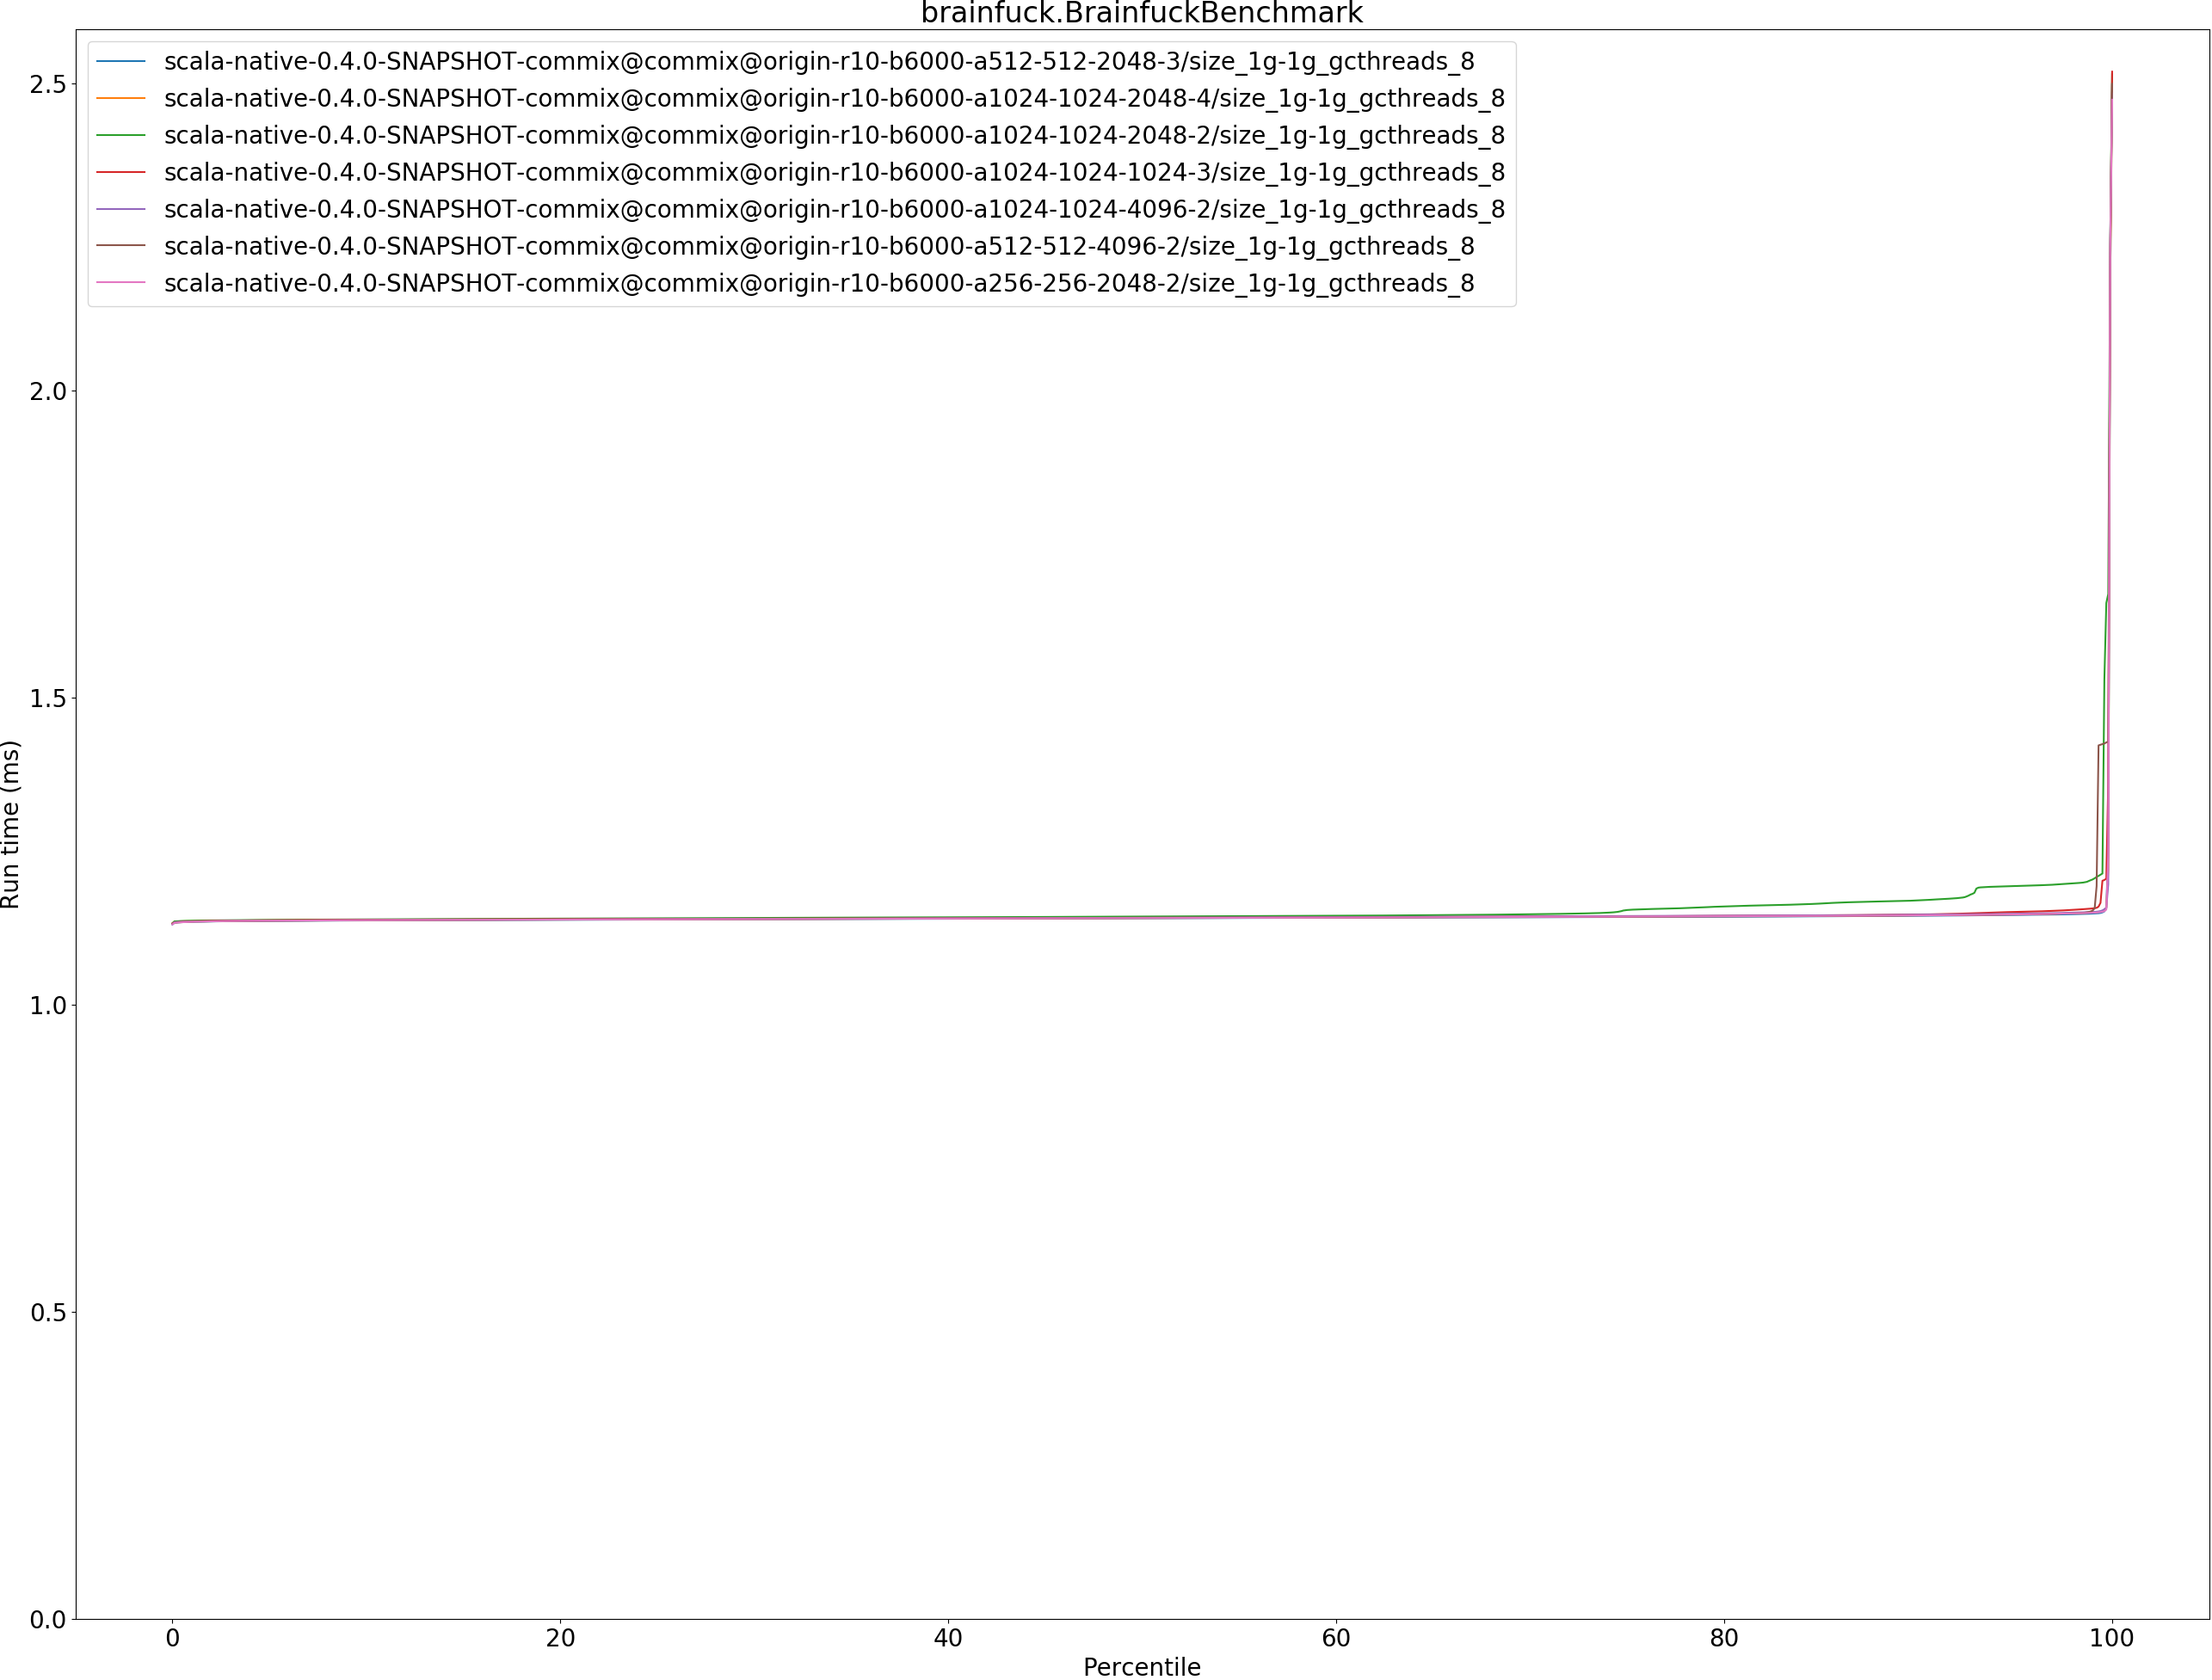 brainfuck.BrainfuckBenchmark
scala-native-0.4.0-SNAPSHOT-commix@commix@origin-r10-b6000-a512-512-2048-3/size_1g-1g_gcthreads_8
scala-native-0.4.0-SNAPSHOT-commix@commix@origin-r10-b6000-a1024-1024-2048-4/size_1g-1g_gcthreads_8
scala-native-0.4.0-SNAPSHOT-commix@commix@origin-r10-b6000-a1024-1024-2048-2/size_1g-1g_gcthreads_8
scala-native-0.4.0-SNAPSHOT-commix@commix@origin-r10-b6000-a1024-1024-1024-3/size_1g-1g_gcthreads_8
scala-native-0.4.0-SNAPSHOT-commix@commix@origin-r10-b6000-a1024-1024-4096-2/size_1g-1g_gcthreads_8
scala-native-0.4.0-SNAPSHOT-commix@commix@origin-r10-b6000-a512-512-4096-2/size_1g-1g_gcthreads_8
scala-native-0.4.0-SNAPSHOT-commix@commix@origin-r10-b6000-a256-256-2048-2/size_1g-1g_gcthreads_8
2.5
2.0
1.5
1.0
0.5
0.0
Run time (ms)
0 20 40 60 80 100
Percentile